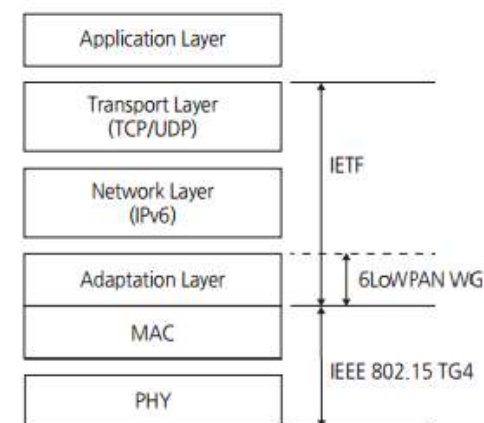 Application Layer
Transport Layer
(TCP/UDP)
IETF
Network Layer
(IPv6)
Adaptation Layer
6LoWPAN WG
MAC
IEEE 802.15 TG4
PHY